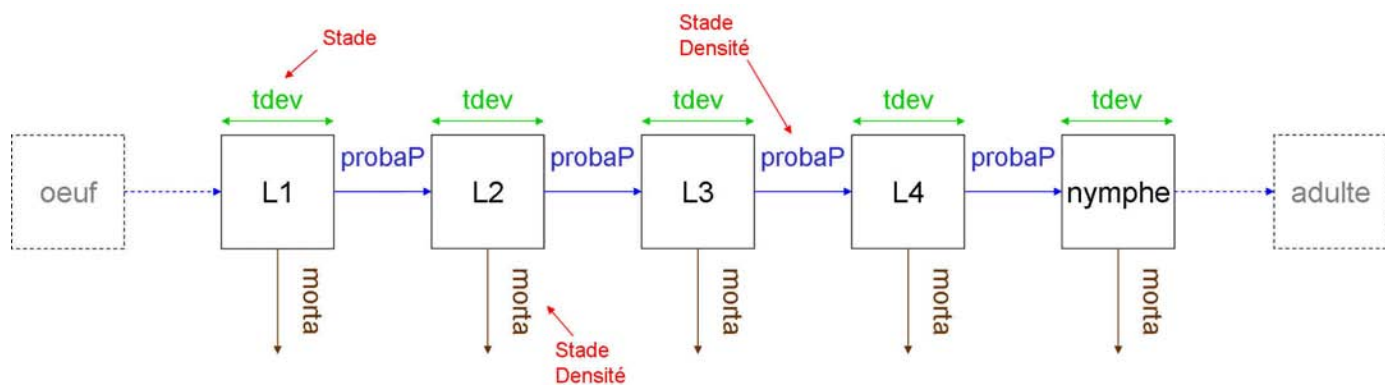 Stade
Stade
Densité
tdev tdev tdev tdev tdev
probaP probaP probaP probaP
oeuf L1 L2 L3 L4 nymphe adulte
morta morta morta morta morta
Stade
Densité